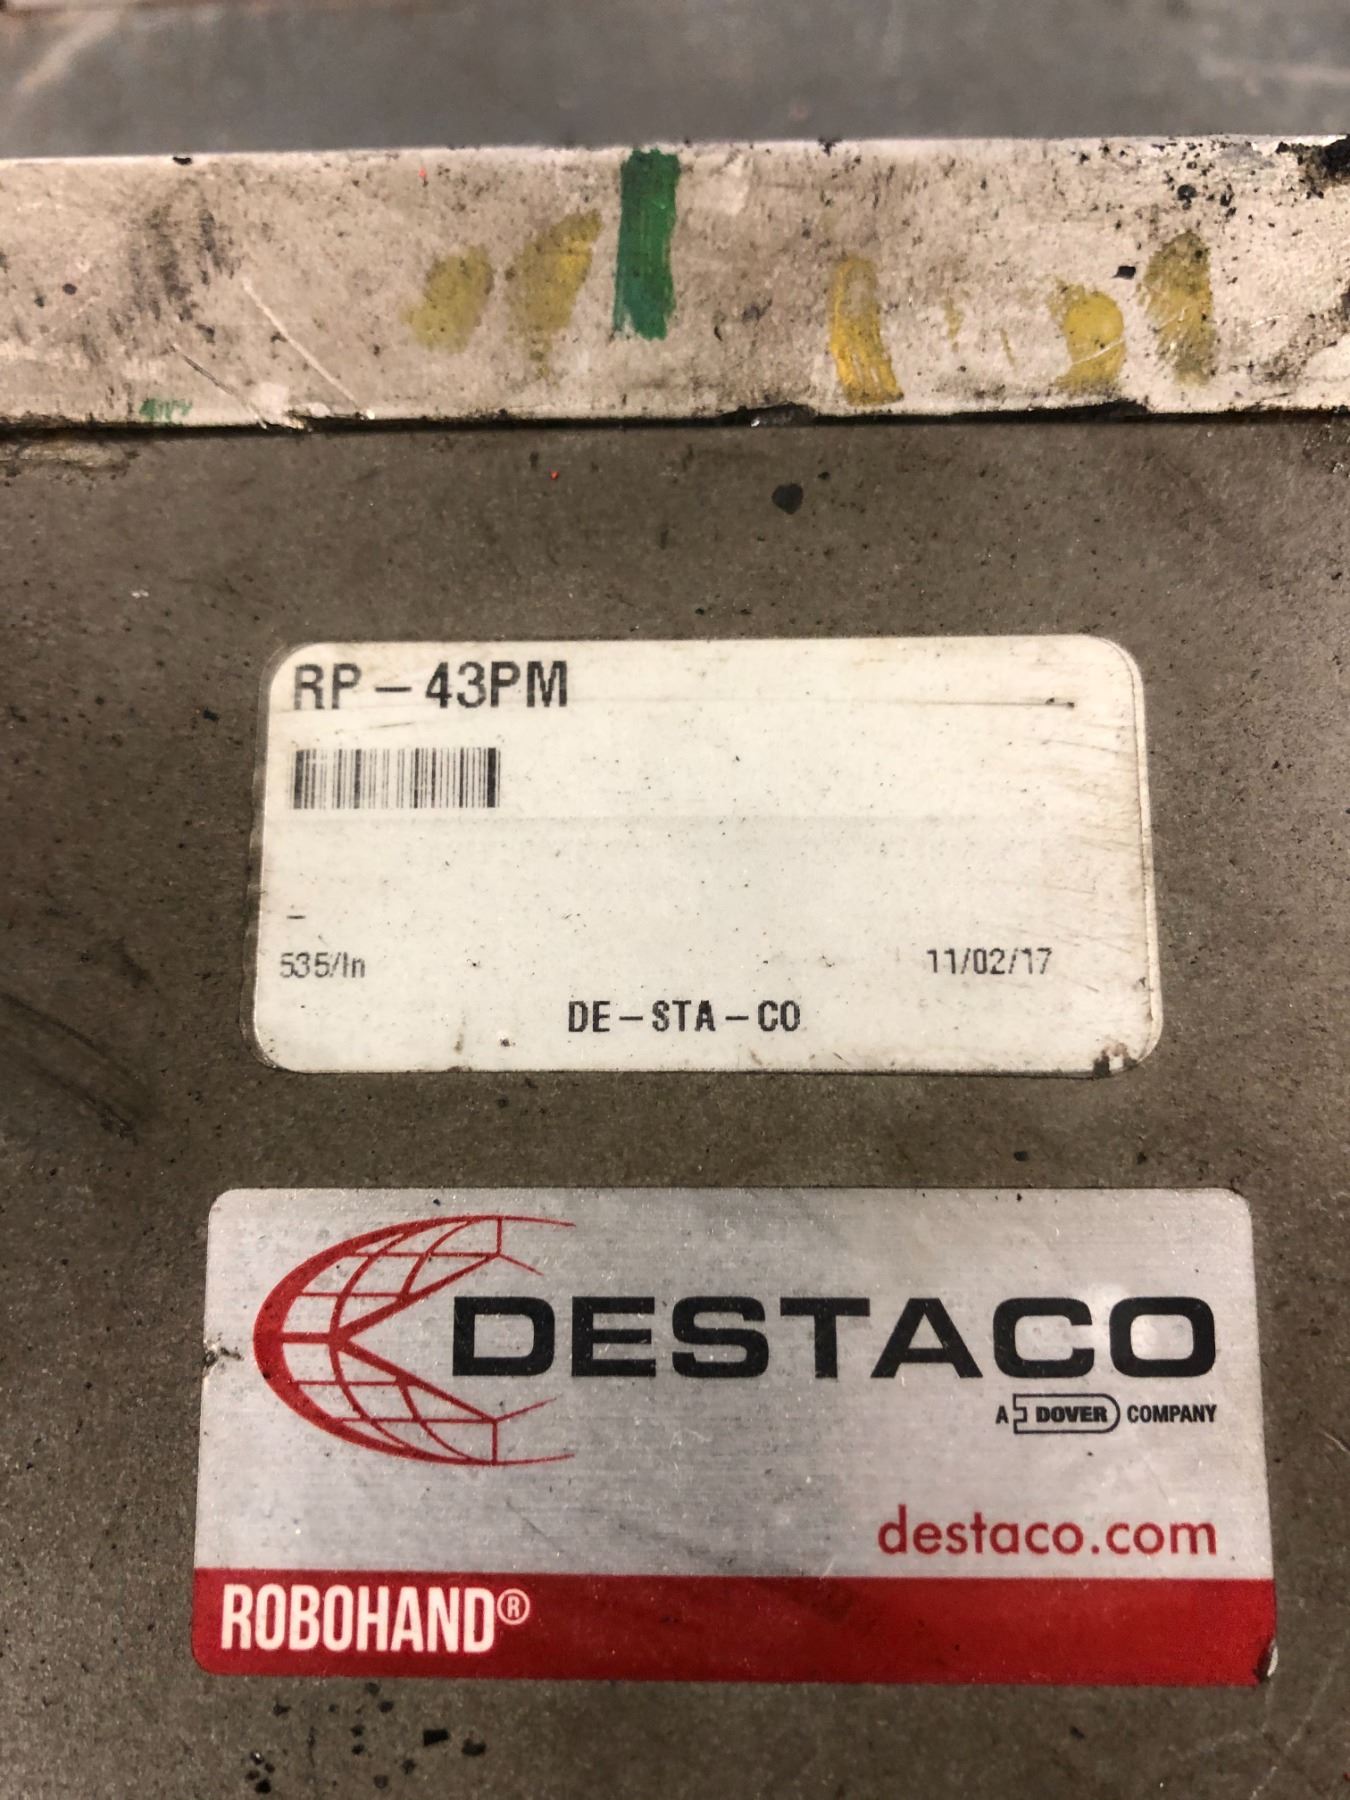 RP-43PM
-
535/In 11/02/17
DE-STA-CO
DESTACO
A DOVER COMPANY
destaco.com
ROBOHAND®